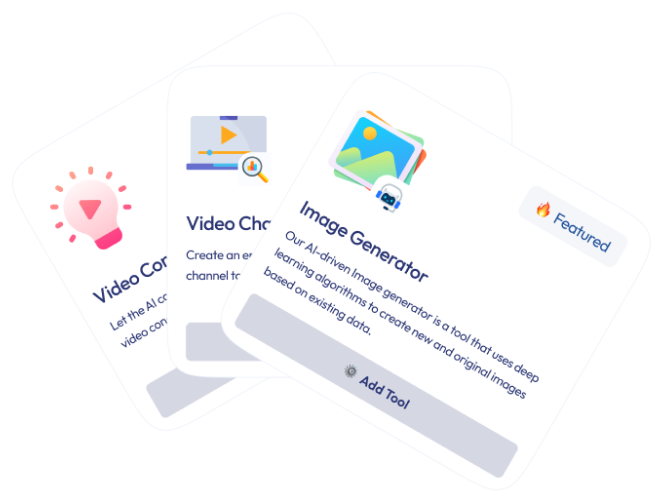 Video Con
Let the AI co
video con
Video Cha
Create an e
channel to
Featured
Image Generator
Our AI-driven Image generator is a tool that uses deep
learning algorithms to create new and original images
based on existing data.
Add Tool